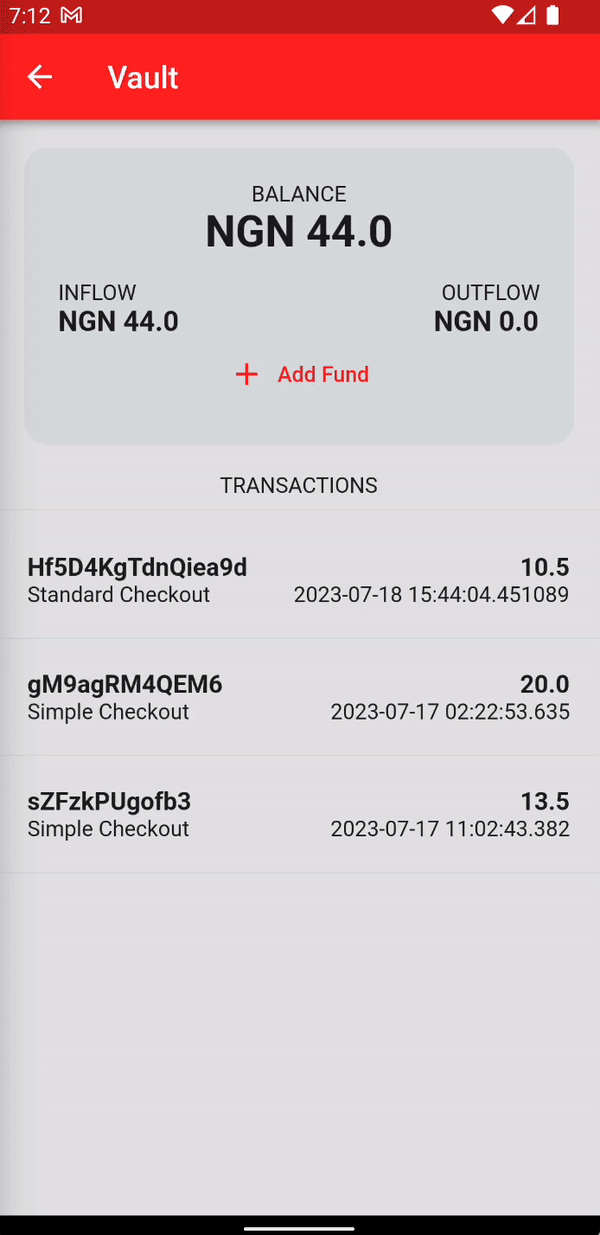 7:12
Vault
BALANCE
NGN 44.0
INFLOW OUTFLOW
NGN 44.0 NGN 0.0
+ Add Fund
TRANSACTIONS
Hf5D4KgTdnQiea9d 10.5
Standard Checkout 2023-07-18 15:44:04.451089
gM9agRM4QEM6 20.0
Simple Checkout 2023-07-17 02:22:53.635
sZFzkPUgofb3 13.5
Simple Checkout 2023-07-17 11:02:43.382